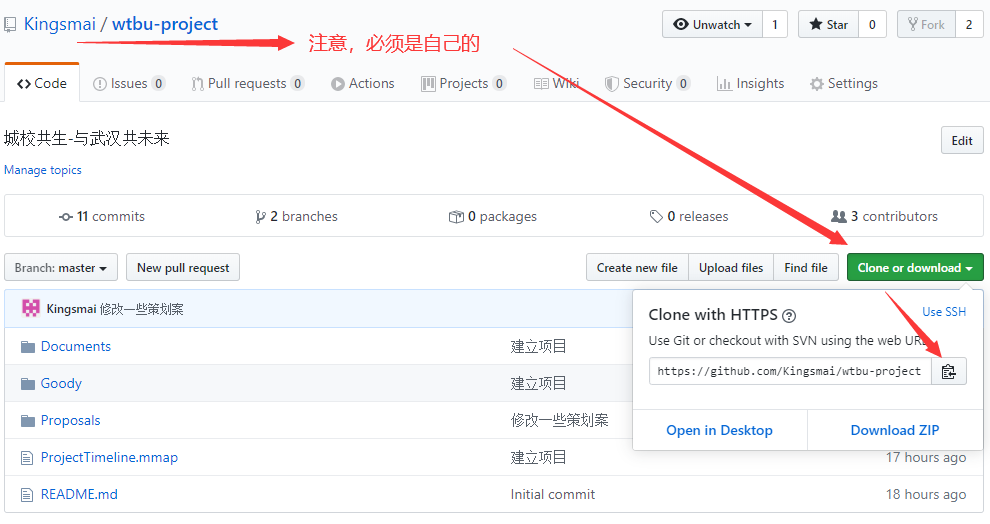 Kingsmai / wtbu-project
Unwatch 1 Star 0 Fork 2
注意，必须是自己的
Code Issues 0 Pull requests 0 Actions Projects 0 Wiki Security 0 Insights Settings
城校共生-与武汉共未来
Edit
Manage topics
11 commits 2 branches 0 packages 0 releases 3 contributors
Branch: master New pull request Create new file Upload files Find file Clone or download
Kingsmai 修改一些策划案
Clone with HTTPS ? Use SSH
Use Git or checkout with SVN using the web
https://github.com/Kingsmai/wtbu-project
Open in Desktop Download ZIP
Documents 建立项目
Goody 建立项目
Proposals 修改一些策划案
ProjectTimeline.mmap 建立项目 17 hours ago
README.md Initial commit 18 hours ago